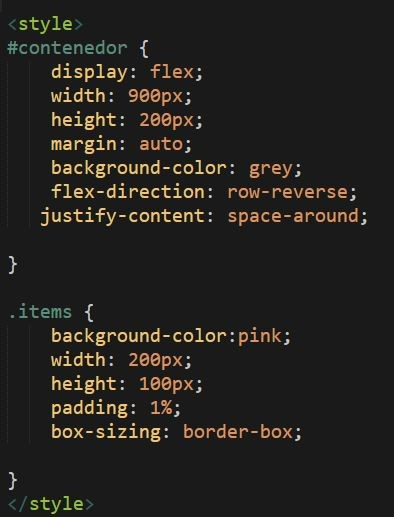 <style>
#contenedor {
display: flex;
width: 900px;
height: 200px;
margin: auto;
background-color: grey;
flex-direction: row-reverse;
justify-content: space-around;
}
.items {
background-color:pink;
width: 200px;
height: 100px;
padding: 1%;
box-sizing: border-box;
}
</style>